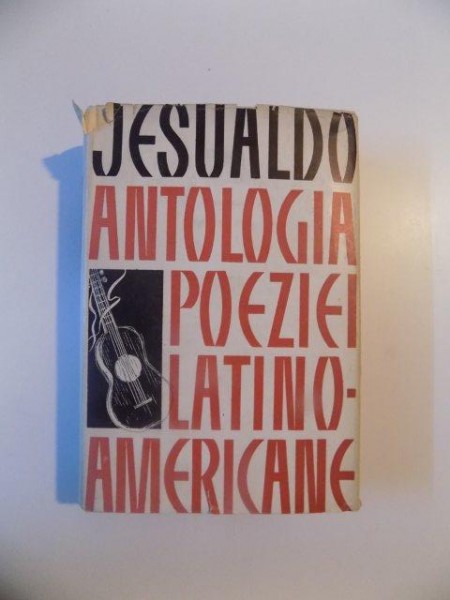 JESUALDO
ANTOLOGIA
POEZIEI
LATINO-
AMERICANE